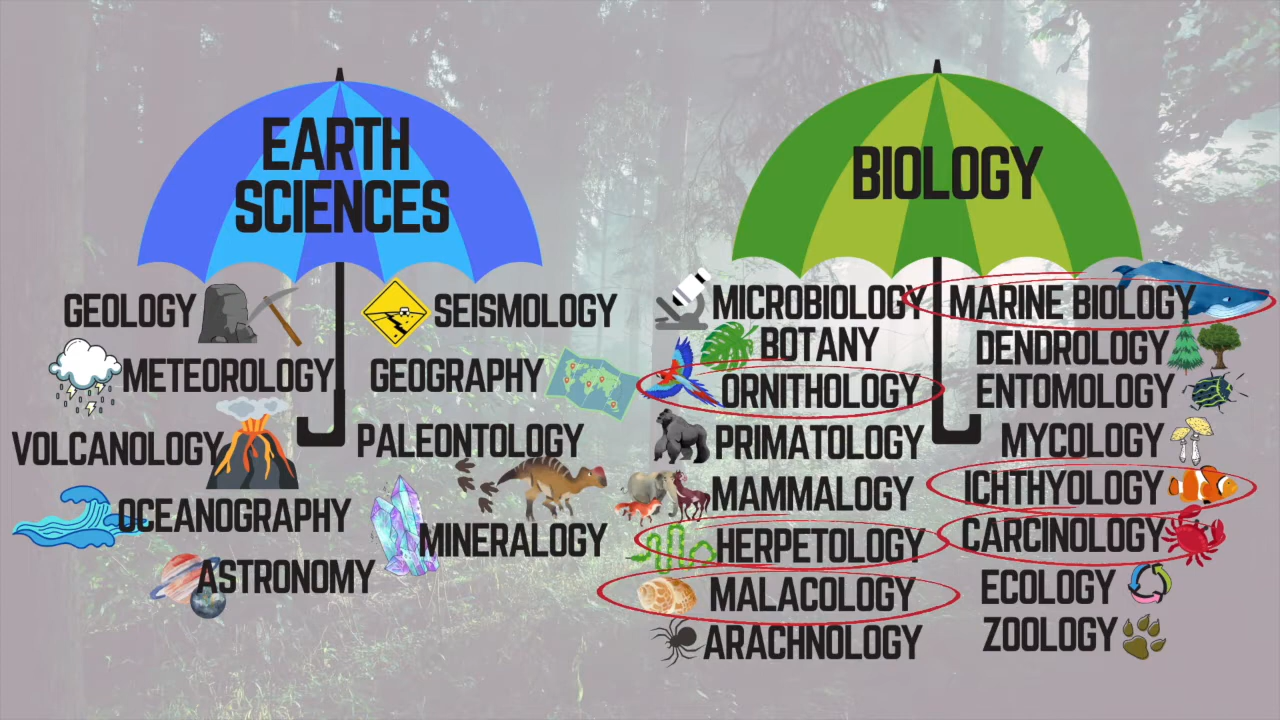 EARTH
SCIENCES
GEOLOGY
SEISMOLOGY
METEOROLOGY
GEOGRAPHY
VOLCANOLOGY
PALEONTOLOGY
OCEANOGRAPHY
MINERALOGY
ASTRONOMY
BIOLOGY
MICROBIOLOGY
MARINE BIOLOGY
BOTANY
DENDROLOGY
ORNITHOLOGY
ENTOMOLOGY
PRIMATOLOGY
MYCOLOGY
MAMMALOGY
ICHTHYOLOGY
HERPETOLOGY
CARCINOLOGY
MALACOLOGY
ECOLOGY
ARACHNOLOGY
ZOOLOGY